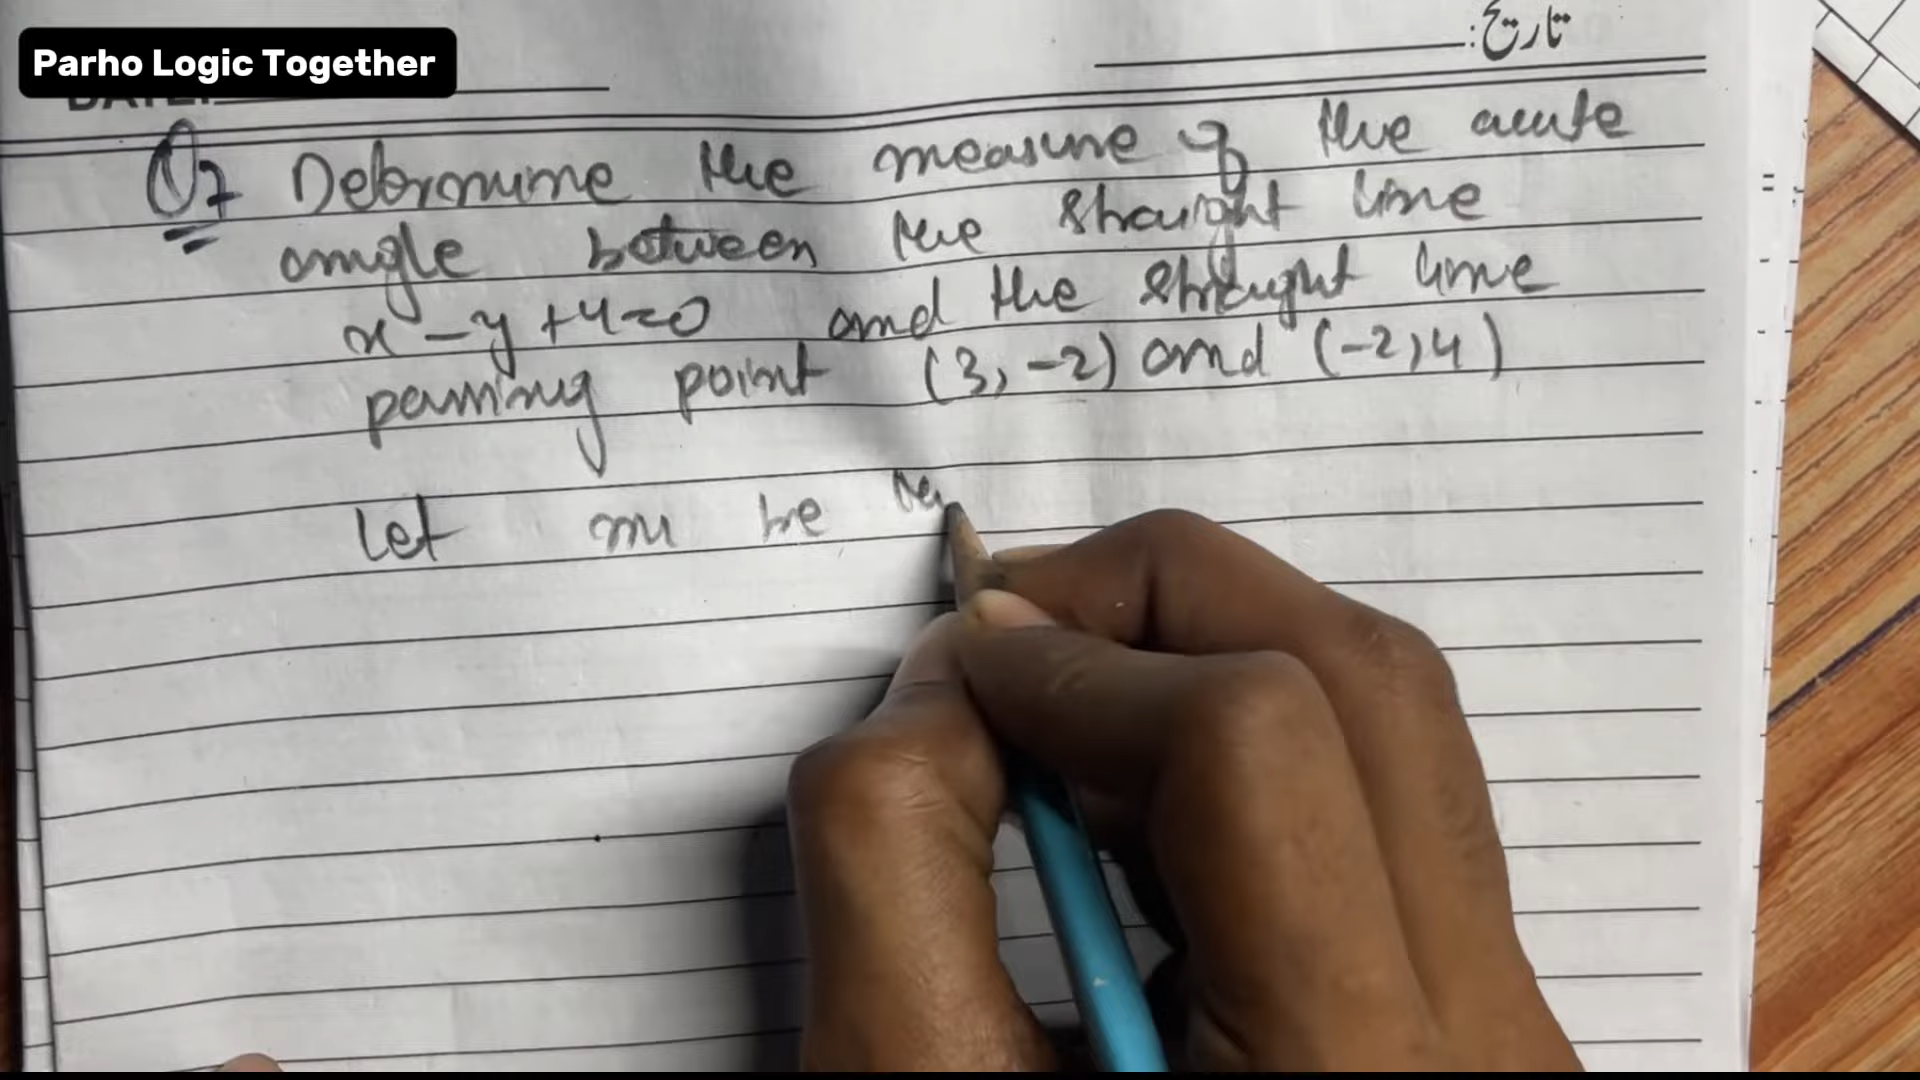 Parho Logic Together
تاریخ:
DATE:
Q7 Determine the measure of the acute
angle between the straight line
x - y + 4 = 0 and the straight line
passing point (3, -2) and (-2, 4)
Let m be